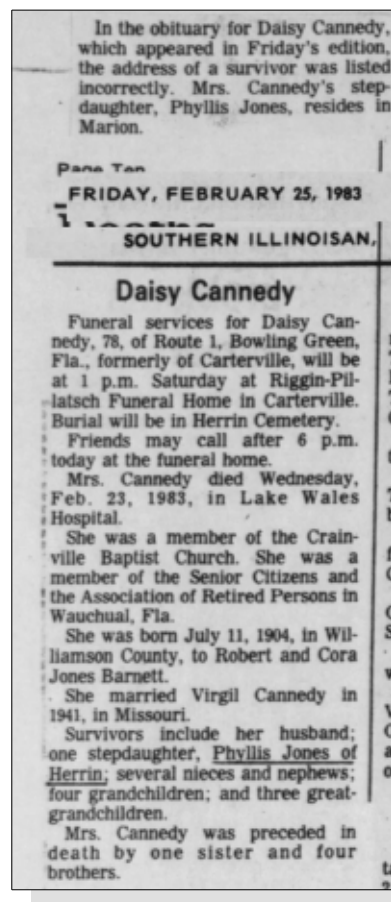 In the obituary for Daisy Cannedy,
which appeared in Friday's edition,
the address of a survivor was listed
incorrectly. Mrs. Cannedy's step-
daughter, Phyllis Jones, resides in
Marion.
Page Ten
FRIDAY, FEBRUARY 25, 1983
SOUTHERN ILLINOISAN,
Daisy Cannedy
Funeral services for Daisy Can-
nedy, 78, of Route 1, Bowling Green,
Fla., formerly of Carterville, will be
at 1 p.m. Saturday at Riggin-Pil-
latsch Funeral Home in Carterville.
Burial will be in Herrin Cemetery.
Friends may call after 6 p.m.
today at the funeral home.
Mrs. Cannedy died Wednesday,
Feb. 23, 1983, in Lake Wales
Hospital.
She was a member of the Crain-
ville Baptist Church. She was a
member of the Senior Citizens and
the Association of Retired Persons in
Wauchual, Fla.
She was born July 11, 1904, in Wil-
liamson County, to Robert and Cora
Jones Barnett.
She married Virgil Cannedy in
1941, in Missouri.
Survivors include her husband;
one stepdaughter, Phyllis Jones of
Herrin; several nieces and nephews;
four grandchildren; and three great-
grandchildren.
Mrs. Cannedy was preceded in
death by one sister and four
brothers.